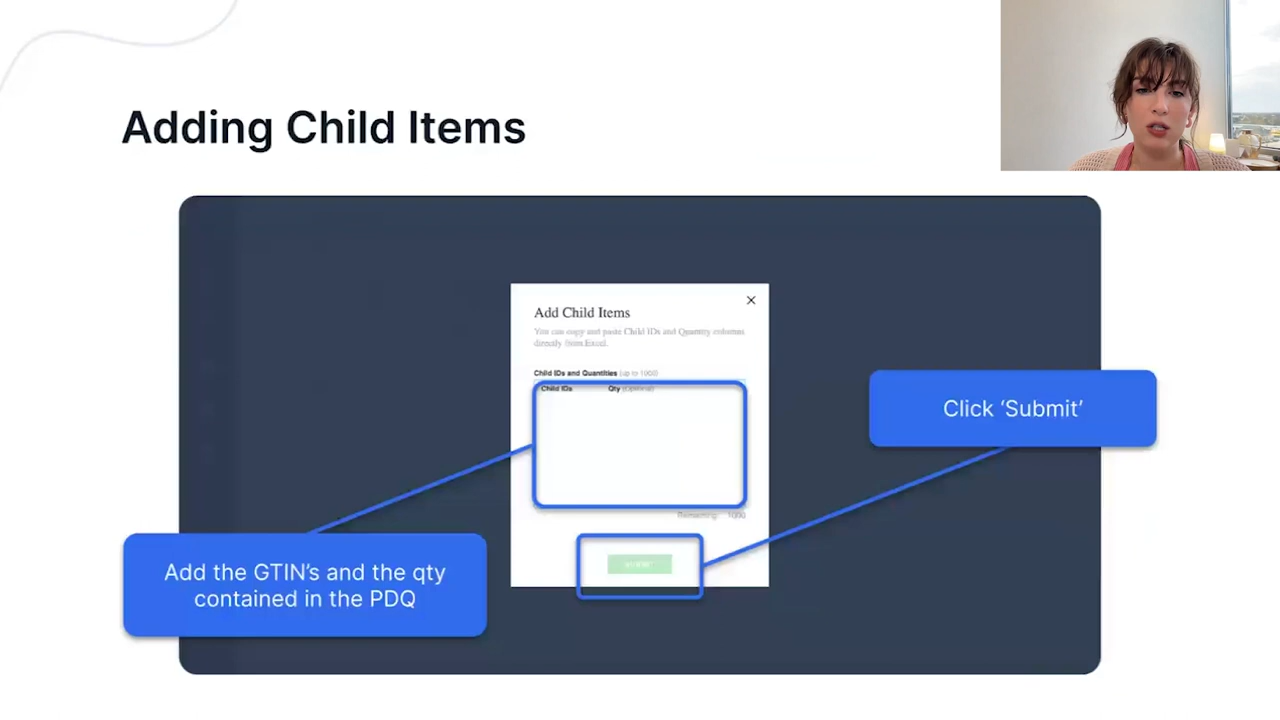 Adding Child Items
Add Child Items
You can copy and paste Child IDs and Quantity columns
directly from Excel.
Child IDs and Quantities (up to 1000)
Child IDs Qty (Optional)
Remaining: 1000
Click ‘Submit’
Add the GTIN’s and the qty
contained in the PDQ